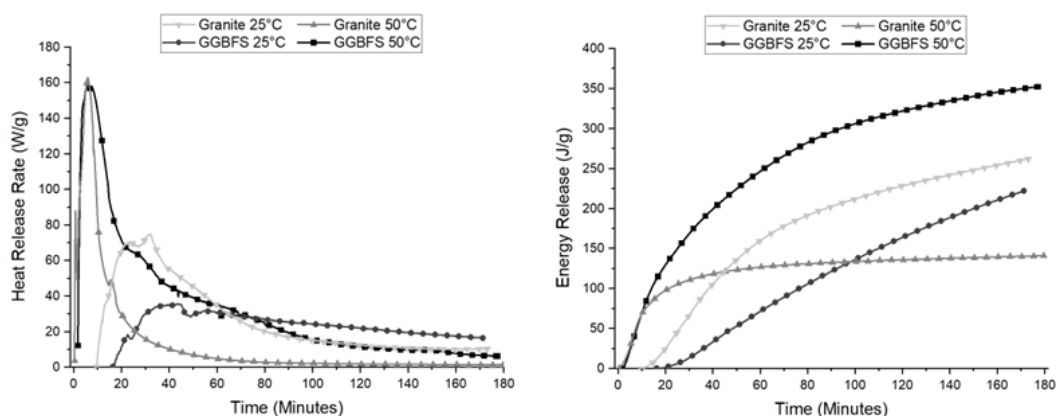 Granite 25°C Granite 50°C
GGBFS 25°C GGBFS 50°C
180
160
140
120
100
80
60
40
20
0
Heat Release Rate (W/g)
0 20 40 60 80 100 120 140 160 180
Time (Minutes)
Granite 25°C Granite 50°C
GGBFS 25°C GGBFS 50°C
400
350
300
250
200
150
100
50
0
Energy Release (J/g)
0 20 40 60 80 100 120 140 160 180
Time (Minutes)